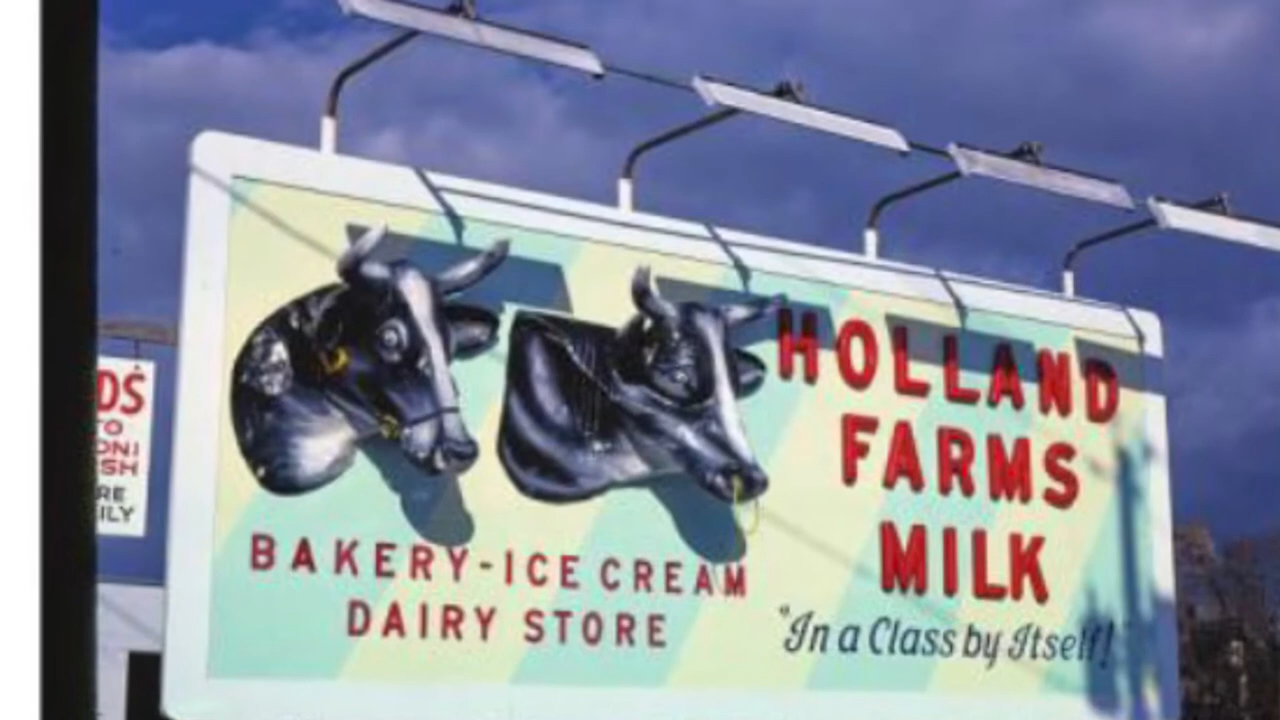 HOLLAND
FARMS
MILK
"In a Class by Itself!
BAKERY-ICE CREAM
DAIRY STORE
DS
TO
SH
RE
ILY